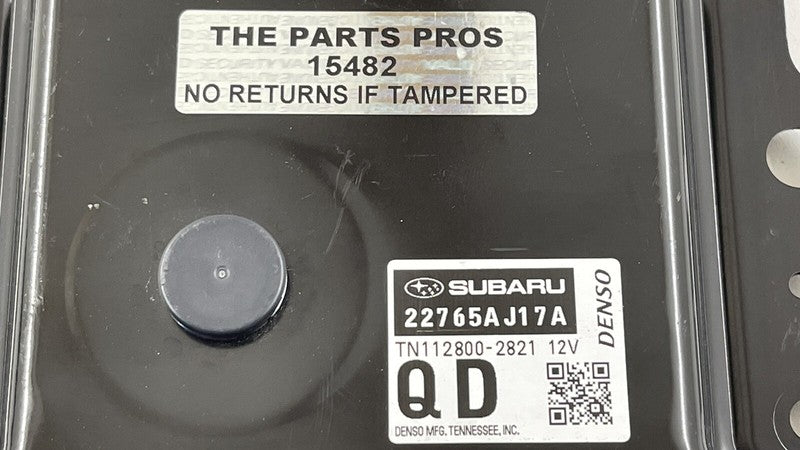 THE PARTS PROS
15482
NO RETURNS IF TAMPERED
SUBARU
22765AJ17A
DENSO
TN112800-2821 12V
QD
DENSO MFG. TENNESSEE, INC.